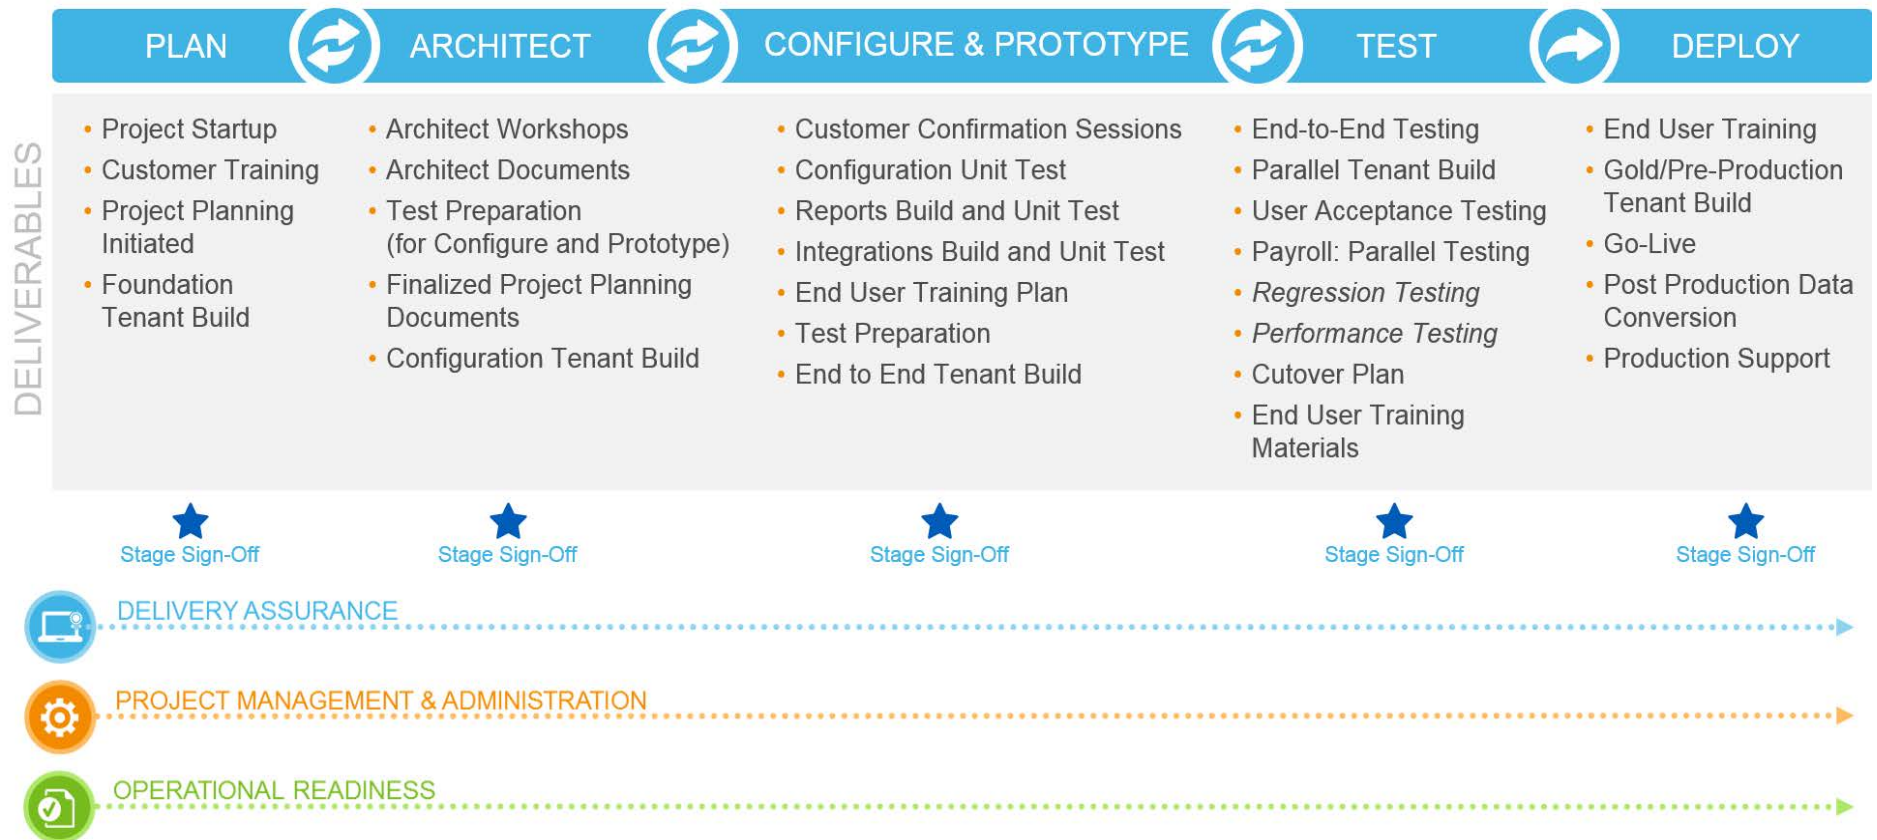 PLAN
ARCHITECT
CONFIGURE & PROTOTYPE
TEST
DEPLOY
DELIVERABLES
• Project Startup
• Customer Training
• Project Planning
Initiated
• Foundation
Tenant Build
• Architect Workshops
• Architect Documents
• Test Preparation
(for Configure and Prototype)
• Finalized Project Planning
Documents
• Configuration Tenant Build
• Customer Confirmation Sessions
• Configuration Unit Test
• Reports Build and Unit Test
• Integrations Build and Unit Test
• End User Training Plan
• Test Preparation
• End to End Tenant Build
• End-to-End Testing
• Parallel Tenant Build
• User Acceptance Testing
• Payroll: Parallel Testing
• Regression Testing
• Performance Testing
• Cutover Plan
• End User Training
Materials
• End User Training
• Gold/Pre-Production
Tenant Build
• Go-Live
• Post Production Data
Conversion
• Production Support
Stage Sign-Off
Stage Sign-Off
Stage Sign-Off
Stage Sign-Off
Stage Sign-Off
DELIVERY ASSURANCE
PROJECT MANAGEMENT & ADMINISTRATION
OPERATIONAL READINESS